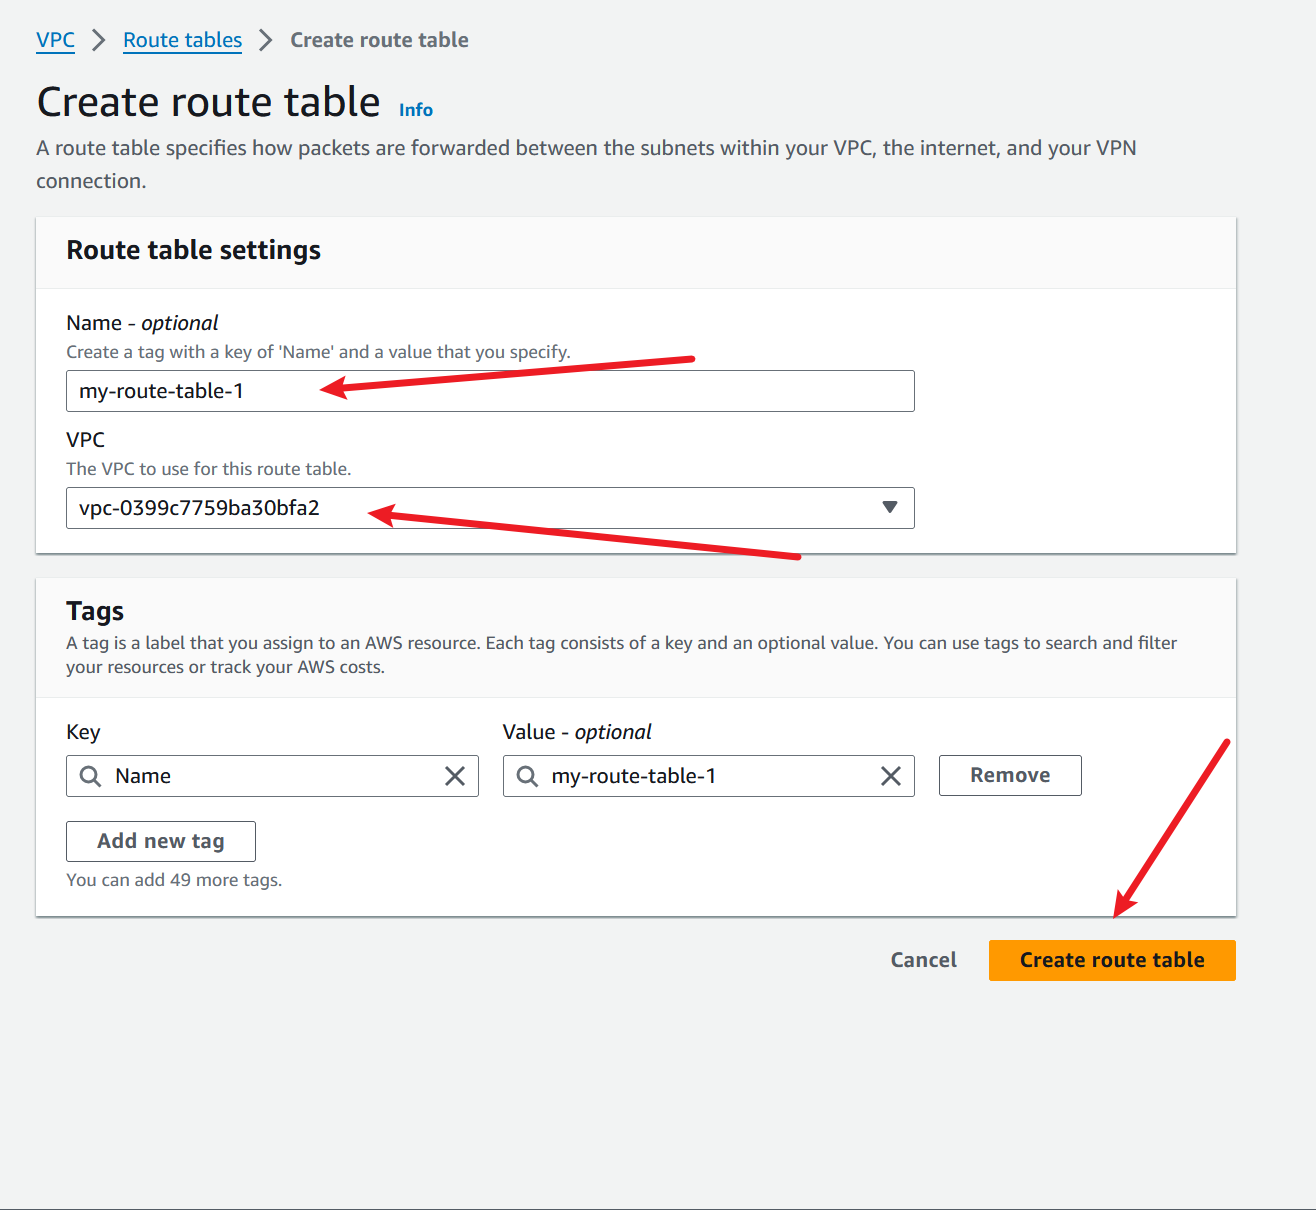 VPC > Route tables > Create route table
Create route table Info
A route table specifies how packets are forwarded between the subnets within your VPC, the internet, and your VPN
connection.
Route table settings
Name - optional
Create a tag with a key of 'Name' and a value that you specify.
my-route-table-1
VPC
The VPC to use for this route table.
vpc-0399c7759ba30bfa2
Tags
A tag is a label that you assign to an AWS resource. Each tag consists of a key and an optional value. You can use tags to search and filter
your resources or track your AWS costs.
Key Value - optional
Name my-route-table-1 Remove
Add new tag
You can add 49 more tags.
Cancel Create route table